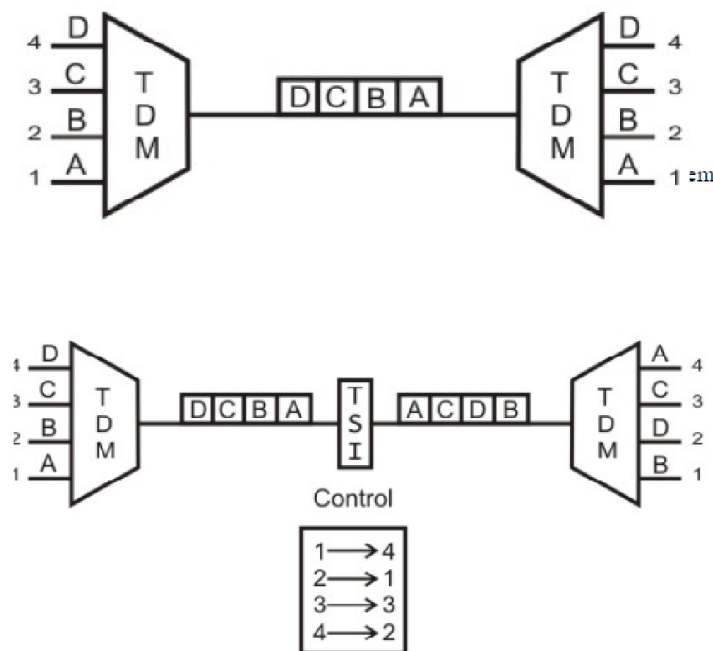 4 D D 4
3 C T D M D C B A T D M C 3
2 B B 2
1 A A 1 em
4 D A 4
3 C T D M D C B A T S I A C D B T D M C 3
2 B D 2
1 A B 1
Control
1→4
2→1
3→3
4→2